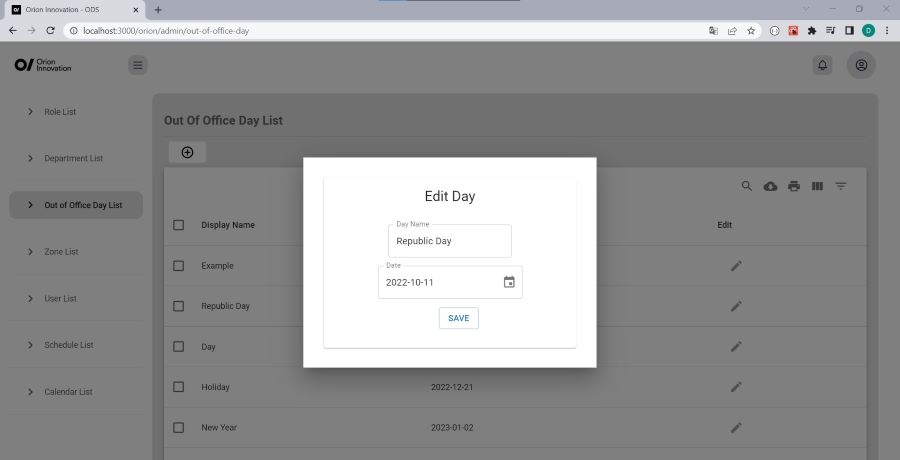 Orion Innovation - ODS
localhost:3000/orion/admin/out-of-office-day
D
Orion
Innovation
Role List
Department List
Out of Office Day List
Zone List
User List
Schedule List
Calendar List
Out Of Office Day List
Display Name
Edit
Example
Republic Day
Day
Holiday
2022-12-21
New Year
2023-01-02
Edit Day
Day Name
Republic Day
Date
2022-10-11
SAVE